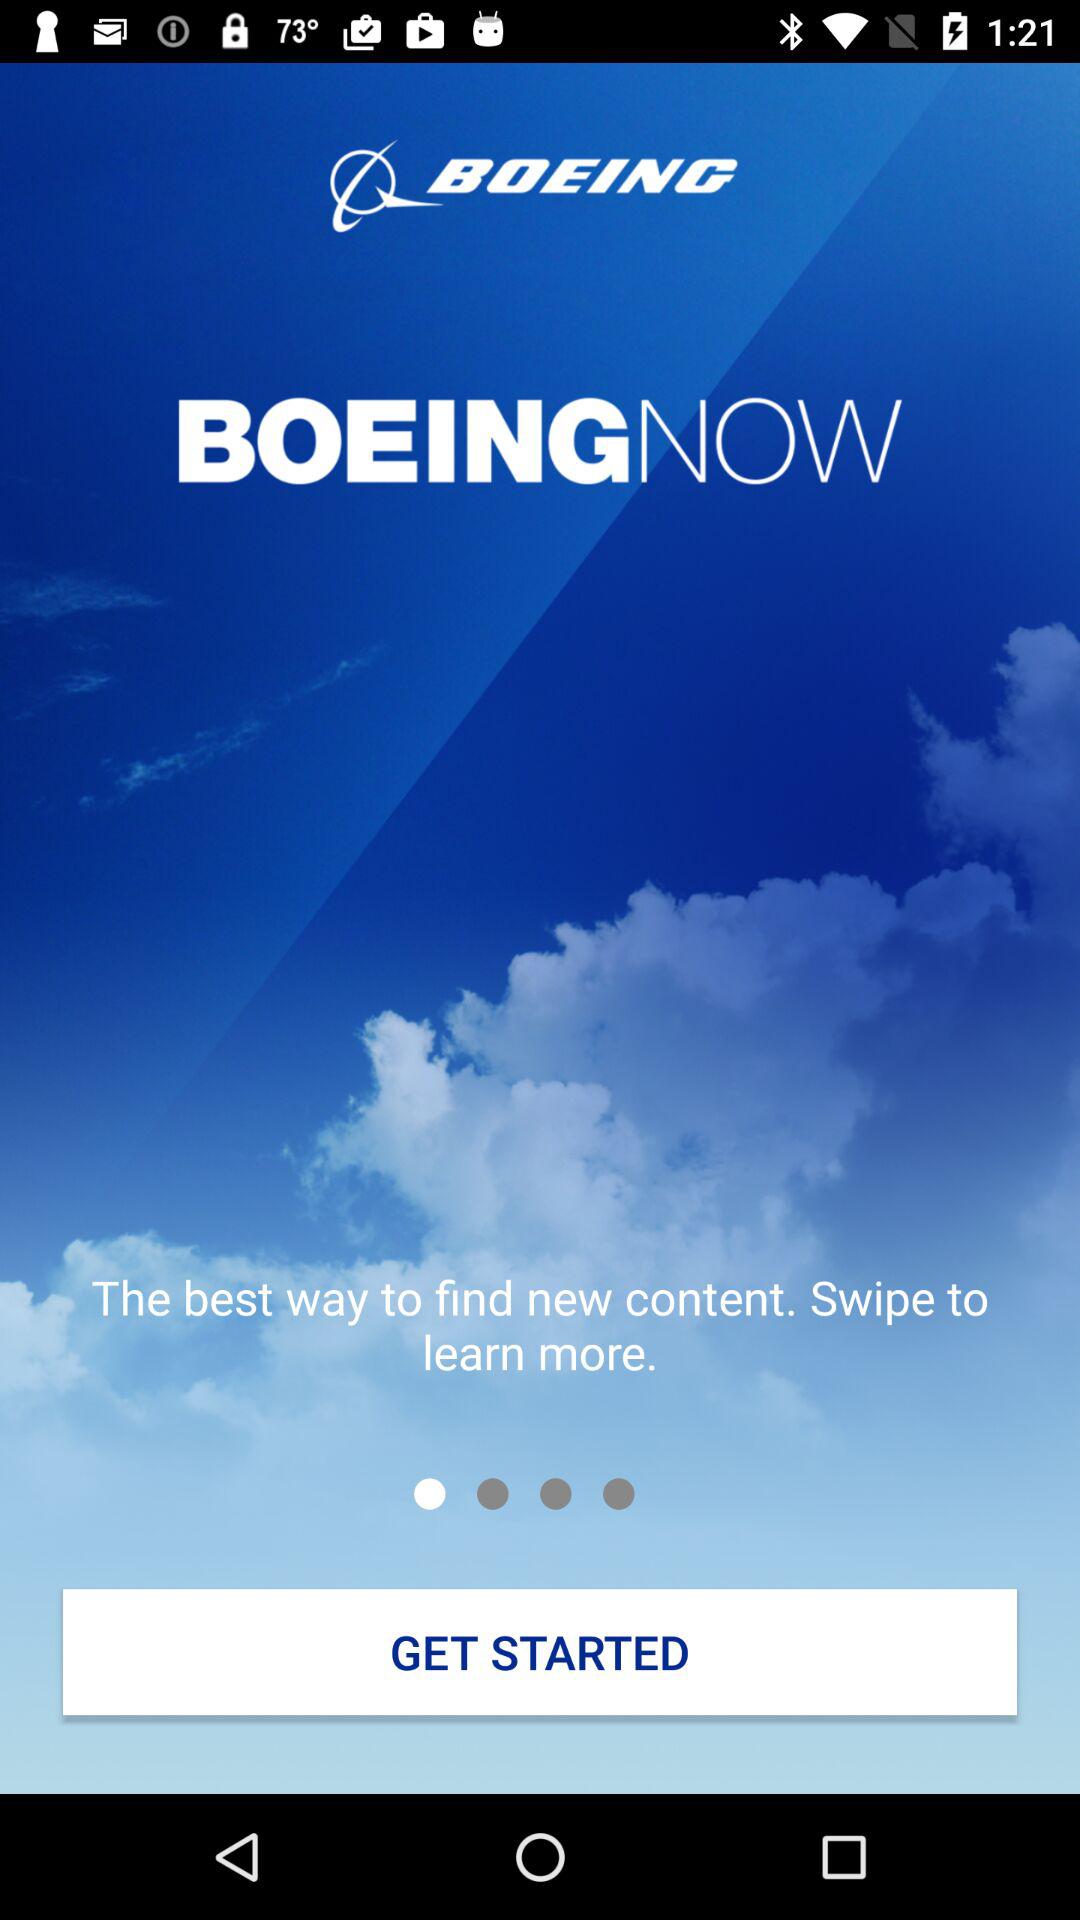 73° 1:21
BOEING
BOEINGNOW
The best way to find new content. Swipe to
learn more.
GET STARTED